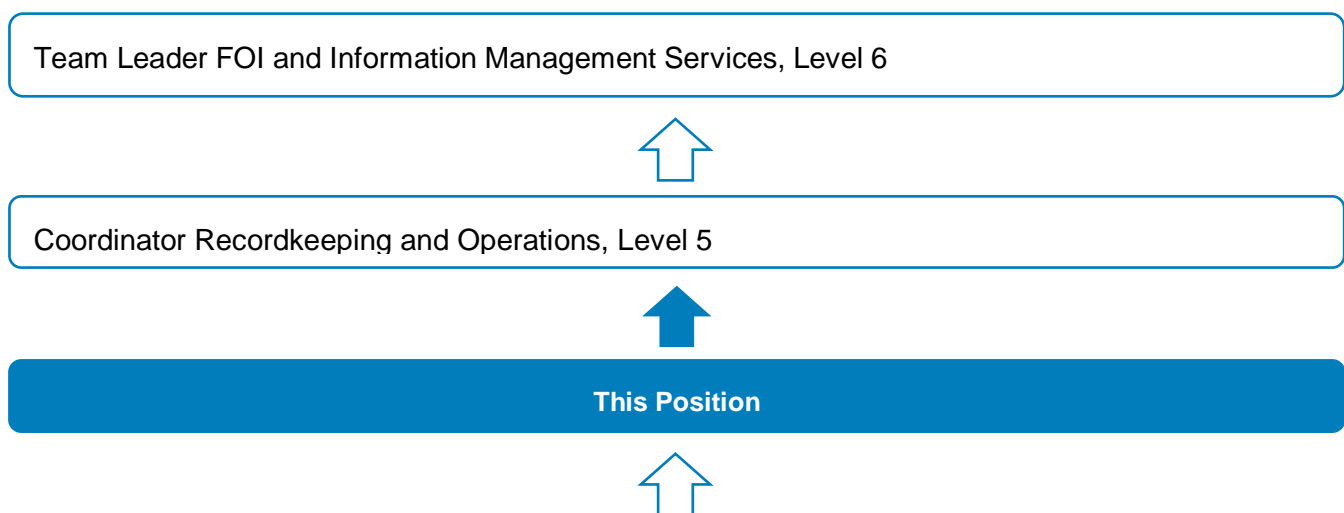 Team Leader FOI and Information Management Services, Level 6
Coordinator Recordkeeping and Operations, Level 5
This Position